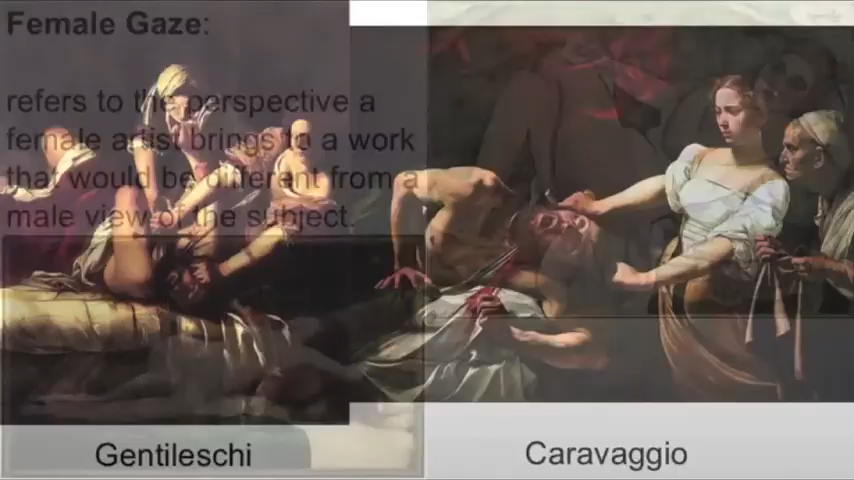 Female Gaze:
refers to the perspective a
female artist brings to a work
that would be different from a
male view of the subject.
Gentileschi
Caravaggio